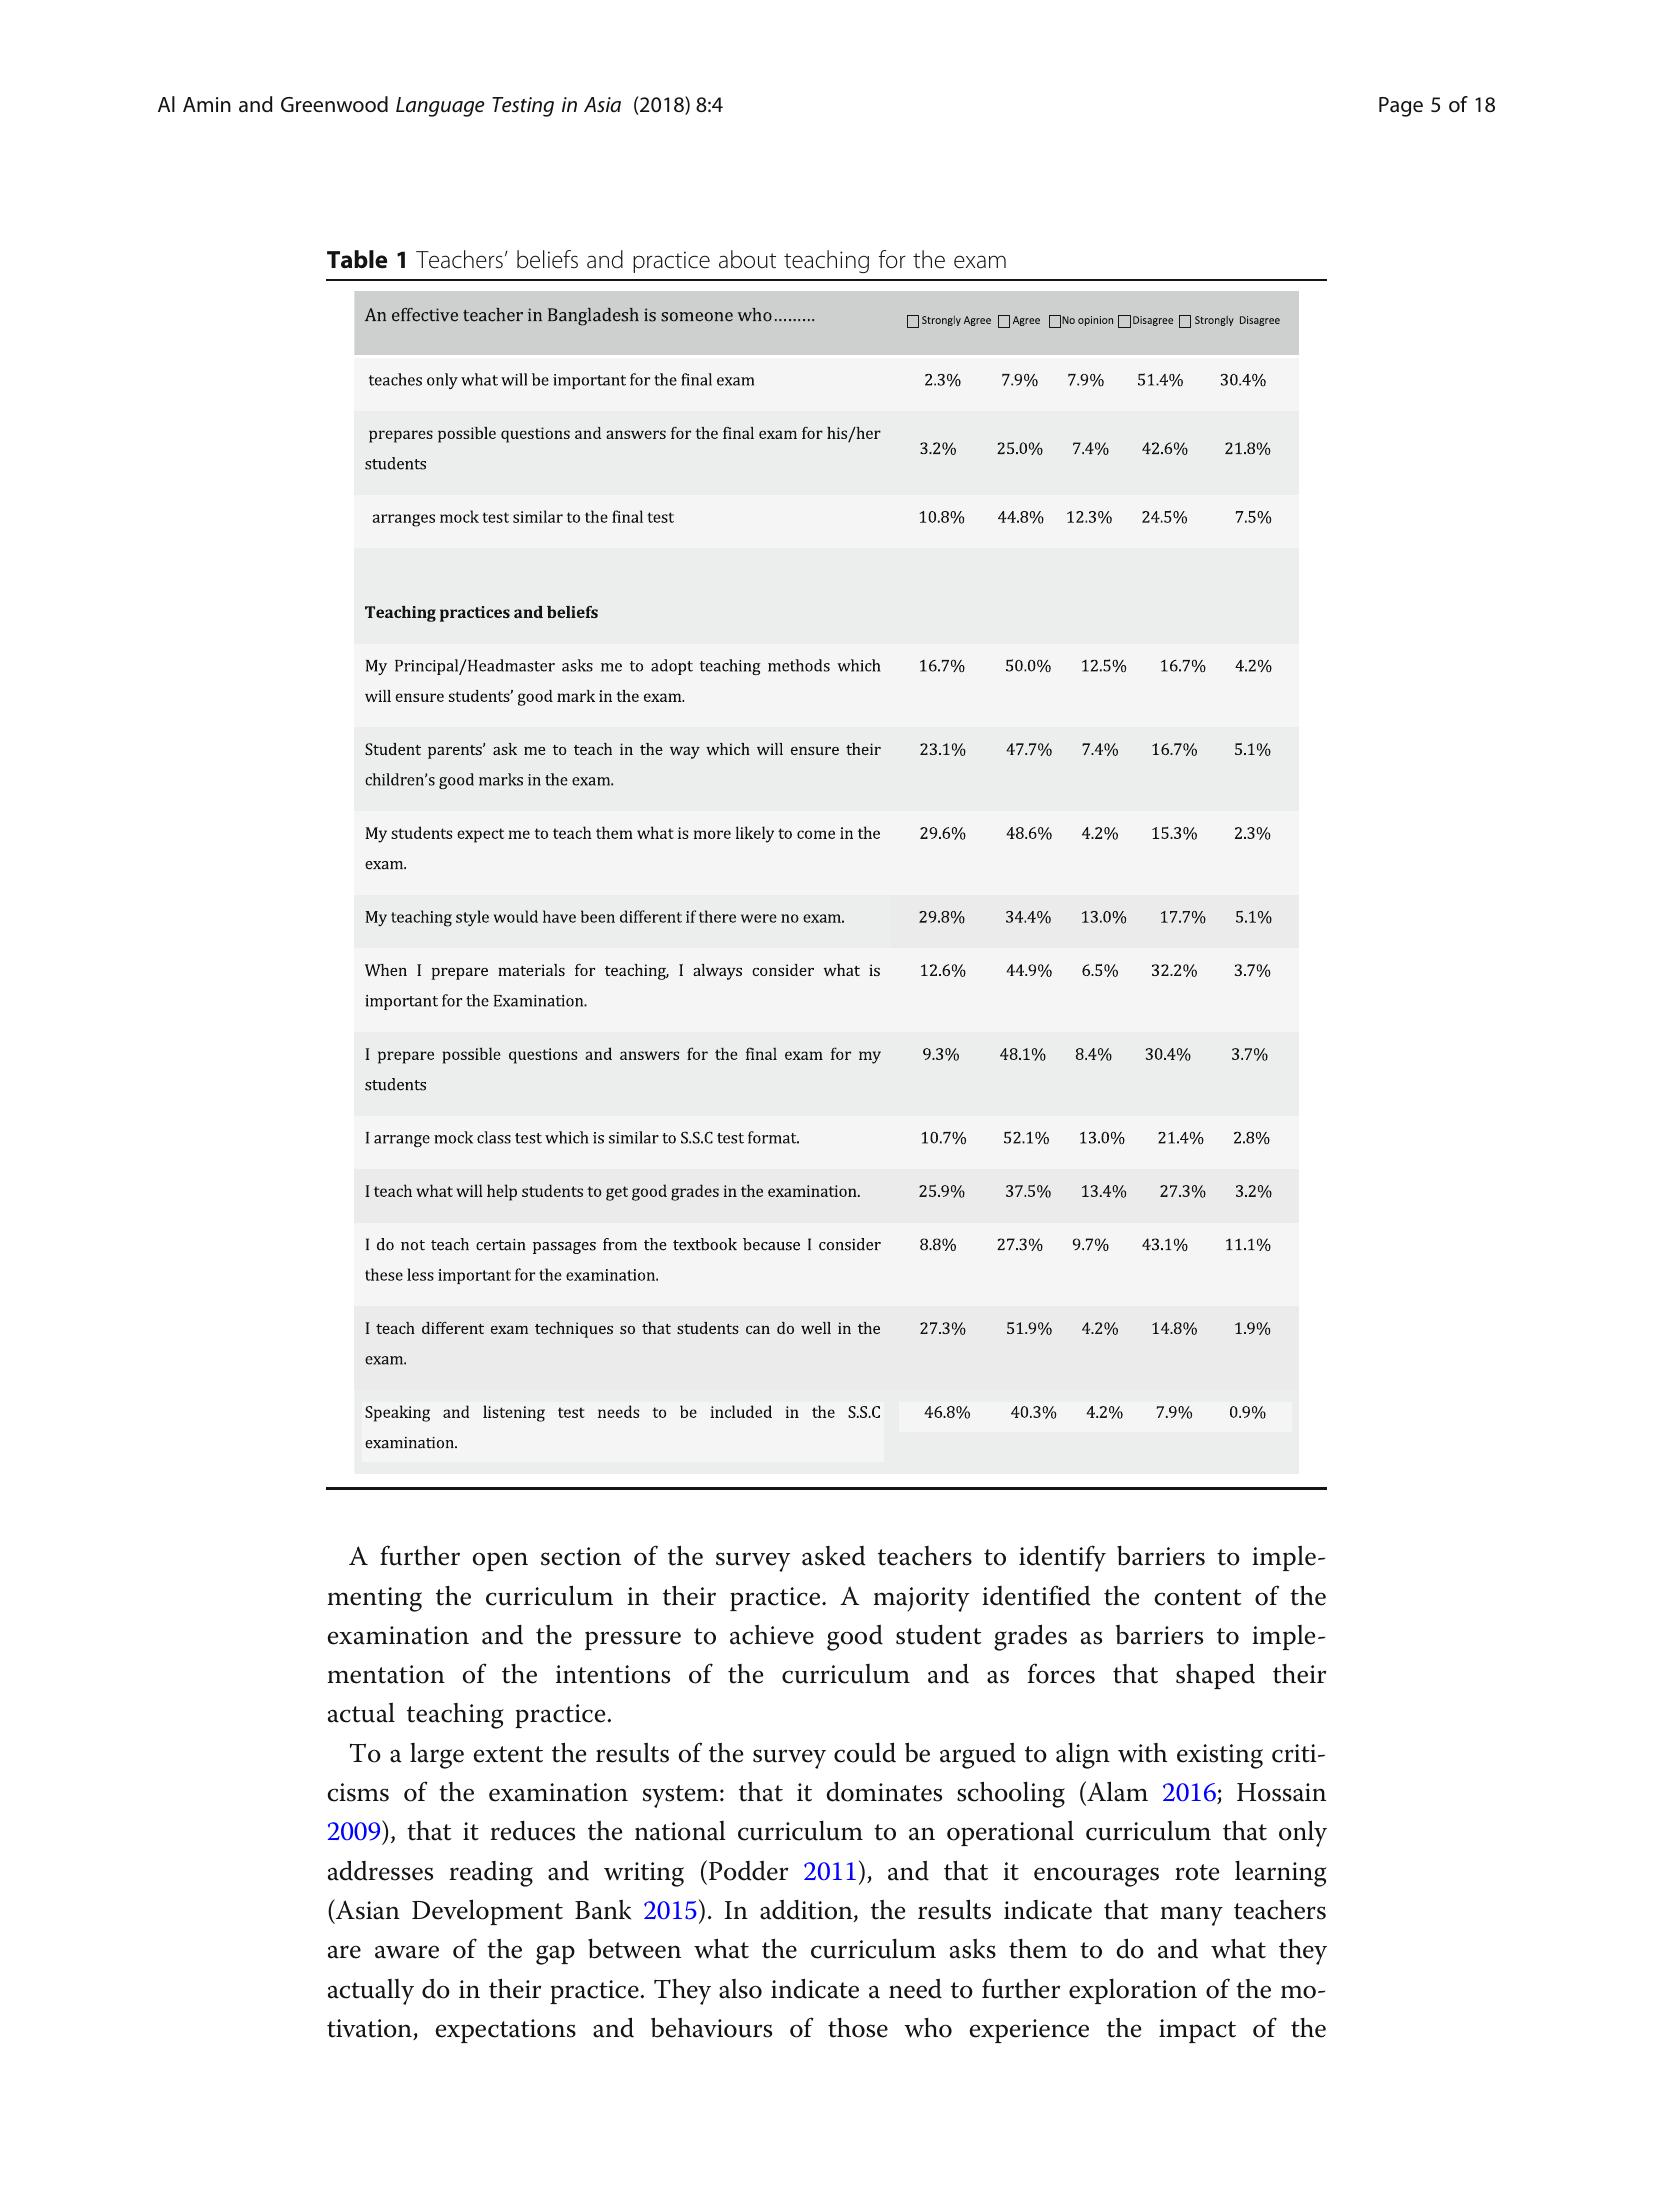 Al Amin and Greenwood Language Testing in Asia (2018) 8:4 Page 5 of 18
Table 1 Teachers’ beliefs and practice about teaching for the exam
An effective teacher in Bangladesh is someone who……… □ Strongly Agree □ Agree □ No opinion □ Disagree □ Strongly Disagree
teaches only what will be important for the final exam 2.3% 7.9% 7.9% 51.4% 30.4%
prepares possible questions and answers for the final exam for his/her
students 3.2% 25.0% 7.4% 42.6% 21.8%
arranges mock test similar to the final test 10.8% 44.8% 12.3% 24.5% 7.5%
Teaching practices and beliefs
My Principal/Headmaster asks me to adopt teaching methods which 16.7% 50.0% 12.5% 16.7% 4.2%
will ensure students’ good mark in the exam.
Student parents’ ask me to teach in the way which will ensure their 23.1% 47.7% 7.4% 16.7% 5.1%
children’s good marks in the exam.
My students expect me to teach them what is more likely to come in the 29.6% 48.6% 4.2% 15.3% 2.3%
exam.
My teaching style would have been different if there were no exam. 29.8% 34.4% 13.0% 17.7% 5.1%
When I prepare materials for teaching, I always consider what is 12.6% 44.9% 6.5% 32.2% 3.7%
important for the Examination.
I prepare possible questions and answers for the final exam for my 9.3% 48.1% 8.4% 30.4% 3.7%
students
I arrange mock class test which is similar to S.S.C test format. 10.7% 52.1% 13.0% 21.4% 2.8%
I teach what will help students to get good grades in the examination. 25.9% 37.5% 13.4% 27.3% 3.2%
I do not teach certain passages from the textbook because I consider 8.8% 27.3% 9.7% 43.1% 11.1%
these less important for the examination.
I teach different exam techniques so that students can do well in the 27.3% 51.9% 4.2% 14.8% 1.9%
exam.
Speaking and listening test needs to be included in the S.S.C 46.8% 40.3% 4.2% 7.9% 0.9%
examination.
A further open section of the survey asked teachers to identify barriers to imple-
menting the curriculum in their practice. A majority identified the content of the
examination and the pressure to achieve good student grades as barriers to imple-
mentation of the intentions of the curriculum and as forces that shaped their
actual teaching practice.
To a large extent the results of the survey could be argued to align with existing criti-
cisms of the examination system: that it dominates schooling (Alam 2016; Hossain
2009), that it reduces the national curriculum to an operational curriculum that only
addresses reading and writing (Podder 2011), and that it encourages rote learning
(Asian Development Bank 2015). In addition, the results indicate that many teachers
are aware of the gap between what the curriculum asks them to do and what they
actually do in their practice. They also indicate a need to further exploration of the mo-
tivation, expectations and behaviours of those who experience the impact of the